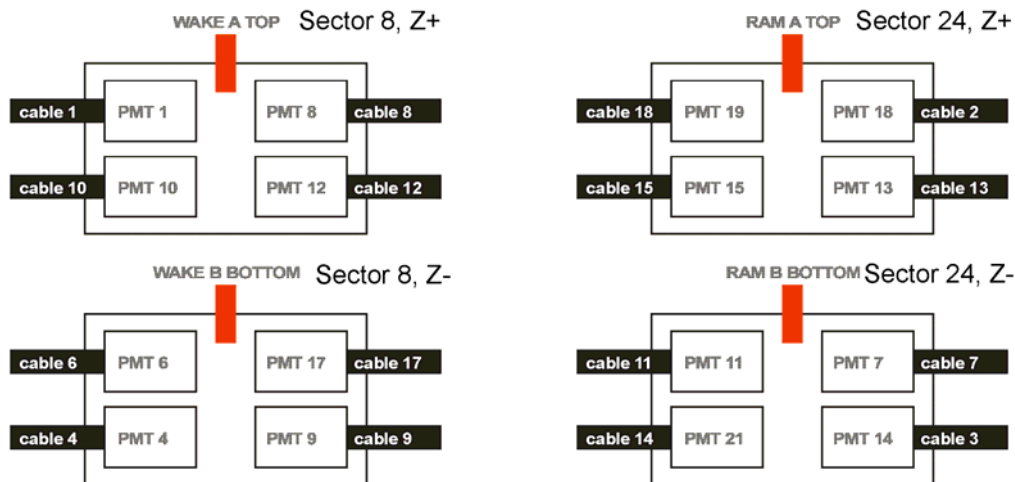 WAKE A TOP Sector 8, Z+
cable 1 PMT 1 PMT 8 cable 8
cable 10 PMT 10 PMT 12 cable 12
RAM A TOP Sector 24, Z+
cable 18 PMT 19 PMT 18 cable 2
cable 15 PMT 15 PMT 13 cable 13
WAKE B BOTTOM Sector 8, Z-
cable 6 PMT 6 PMT 17 cable 17
cable 4 PMT 4 PMT 9 cable 9
RAM B BOTTOM Sector 24, Z-
cable 11 PMT 11 PMT 7 cable 7
cable 14 PMT 21 PMT 14 cable 3